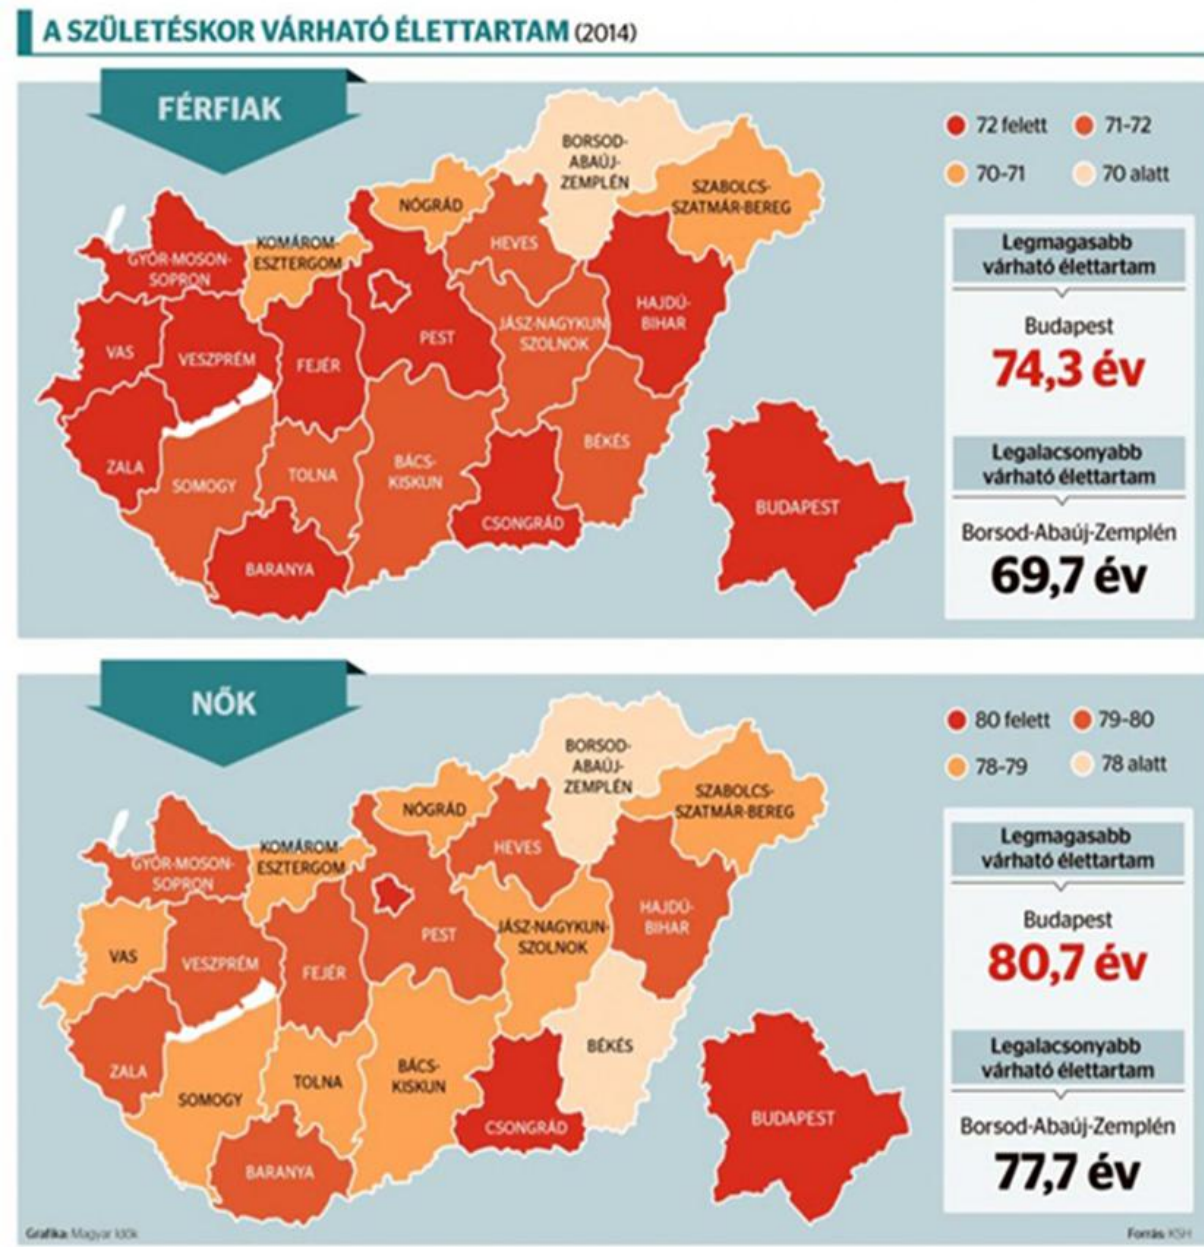 A SZÜLETÉSKOR VÁRHATÓ ÉLETTARTAM (2014)
FÉRFIAK
72 felett
71-72
70-71
70 alatt
BORSOD-
ABAÚJ-
ZEMPLÉN
SZABOLCS-
SZATMÁR-BEREG
NÓGRÁD
HEVES
KOMÁROM-
ESZTERGOM
GYŐR-MOSON-
SOPRON
HAJDÚ-
BIHAR
JÁSZ-NAGYKUN
SZOLNOK
PEST
VAS
VESZPRÉM
FEJÉR
BÉKÉS
ZALA
SOMOGY
TOLNA
BÁCS-
KISKUN
CSONGRÁD
BARANYA
BUDAPEST
Legmagasabb
várható élettartam
Budapest
74,3 év
Legalacsonyabb
várható élettartam
Borsod-Abaúj-Zemplén
69,7 év
NŐK
80 felett
79-80
78-79
78 alatt
BORSOD-
ABAÚJ-
ZEMPLÉN
SZABOLCS-
SZATMÁR-BEREG
NÓGRÁD
HEVES
KOMÁROM-
ESZTERGOM
GYŐR-MOSON-
SOPRON
HAJDÚ-
BIHAR
JÁSZ-NAGYKUN-
SZOLNOK
PEST
VAS
VESZPRÉM
FEJÉR
BÉKÉS
ZALA
SOMOGY
TOLNA
BÁCS-
KISKUN
CSONGRÁD
BARANYA
BUDAPEST
Legmagasabb
várható élettartam
Budapest
80,7 év
Legalacsonyabb
várható élettartam
Borsod-Abaúj-Zemplén
77,7 év
Grafika: Magyar Idők
Forrás: KSH